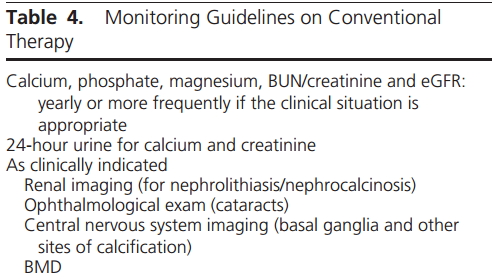 Table 4. Monitoring Guidelines on Conventional
Therapy
Calcium, phosphate, magnesium, BUN/creatinine and eGFR:
yearly or more frequently if the clinical situation is
appropriate
24-hour urine for calcium and creatinine
As clinically indicated
Renal imaging (for nephrolithiasis/nephrocalcinosis)
Ophthalmological exam (cataracts)
Central nervous system imaging (basal ganglia and other
sites of calcification)
BMD